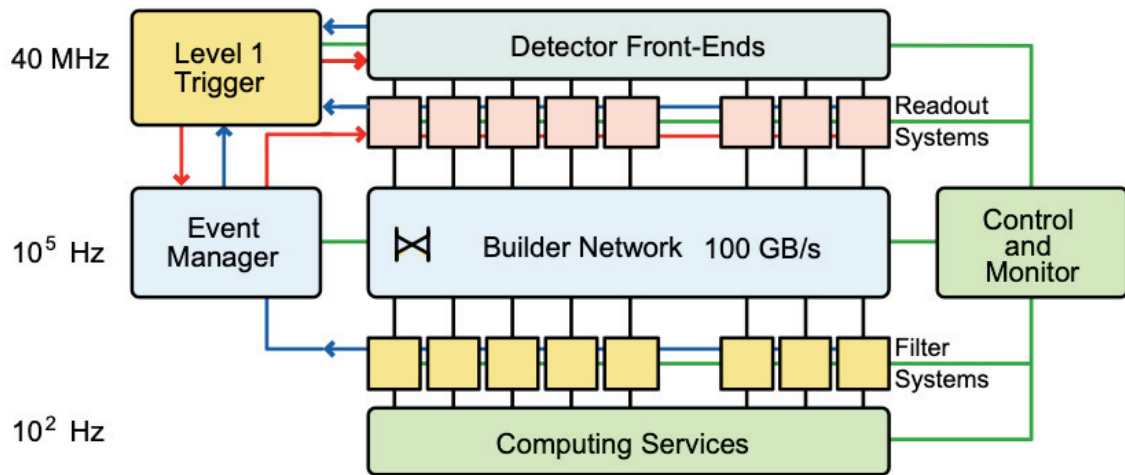 40 MHz
Level 1
Trigger
Detector Front-Ends
Readout
Systems
10⁵ Hz
Event
Manager
Builder Network 100 GB/s
Control
and
Monitor
Filter
Systems
10² Hz
Computing Services